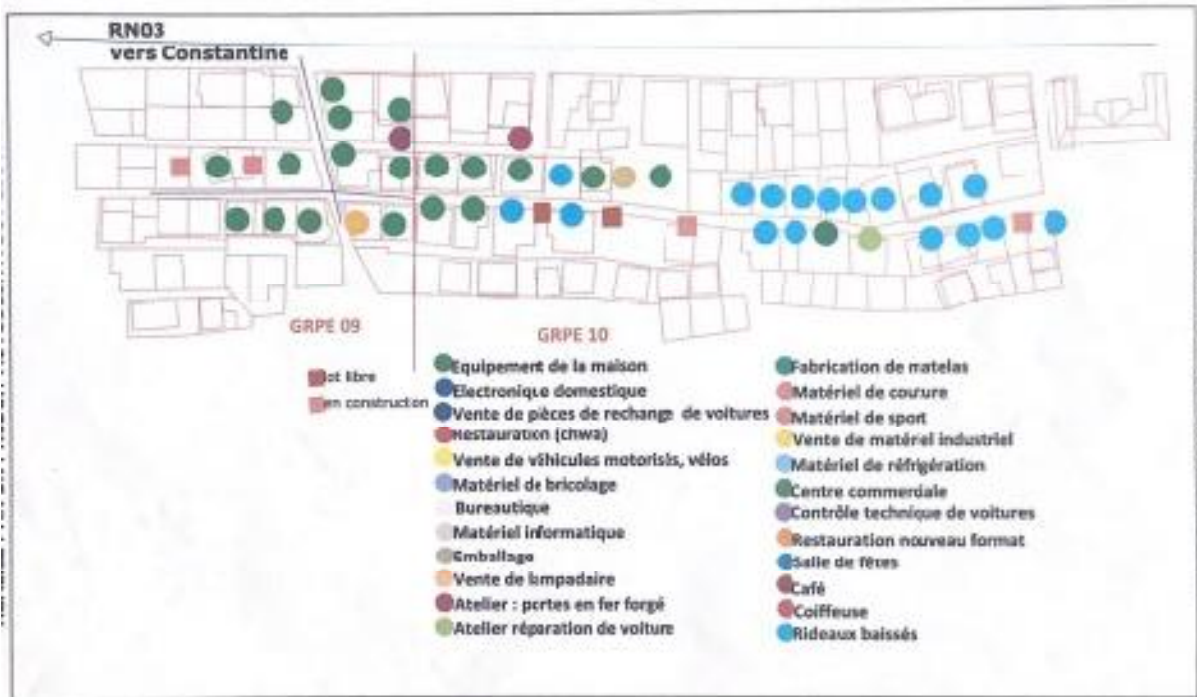 RN03
vers Constantine
GRPE 09
GRPE 10
lot libre
en construction
Equipement de la maison
Electronique domestique
Vente de pièces de rechange de voitures
Restauration (chwa)
Vente de véhicules motorisis, vélos
Matériel de bricolage
Bureautique
Matériel informatique
Emballage
Vente de lampadaire
Atelier : portes en fer forgé
Atelier réparation de voiture
Fabrication de matelas
Matériel de couture
Matériel de sport
Vente de matériel industriel
Matériel de réfrigération
Centre commerciale
Contrôle technique de voitures
Restauration nouveau format
Salle de fêtes
Café
Coiffeuse
Rideaux baissés